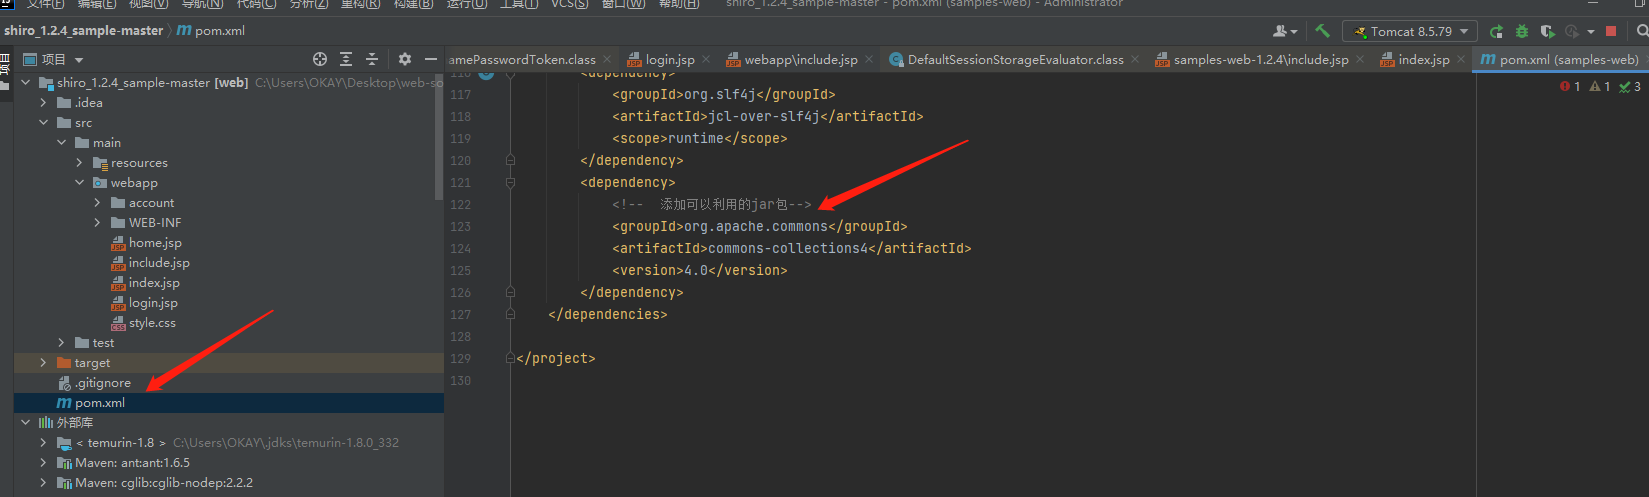 文件(F) 编辑(E) 视图(V) 导航(N) 代码(C) 分析(Z) 重构(R) 构建(B) 运行(U) 工具(T) VCS(S) 窗口(W) 帮助(H) shiro_1.2.4_sample-master - pom.xml (samples-web) - Administrator
shiro_1.2.4_sample-master pom.xml
Tomcat 8.5.79
项目
项目
amePasswordToken.class login.jsp webapp\include.jsp DefaultSessionStorageEvaluator.class samples-web-1.2.4\include.jsp index.jsp pom.xml (samples-web)
1 1 3
shiro_1.2.4_sample-master [web] C:\Users\OKAY\Desktop\web-so
.idea
src
main
resources
webapp
account
WEB-INF
home.jsp
include.jsp
index.jsp
login.jsp
style.css
test
target
.gitignore
pom.xml
外部库
< temurin-1.8 > C:\Users\OKAY\.jdks\temurin-1.8.0_332
Maven: ant:ant:1.6.5
Maven: cglib:cglib-nodep:2.2.2
116 <dependency>
117 <groupId>org.slf4j</groupId>
118 <artifactId>jcl-over-slf4j</artifactId>
119 <scope>runtime</scope>
120 </dependency>
121 <dependency>
122 <!-- 添加可以利用的jar包-->
123 <groupId>org.apache.commons</groupId>
124 <artifactId>commons-collections4</artifactId>
125 <version>4.0</version>
126 </dependency>
127 </dependencies>
128
129 </project>
130